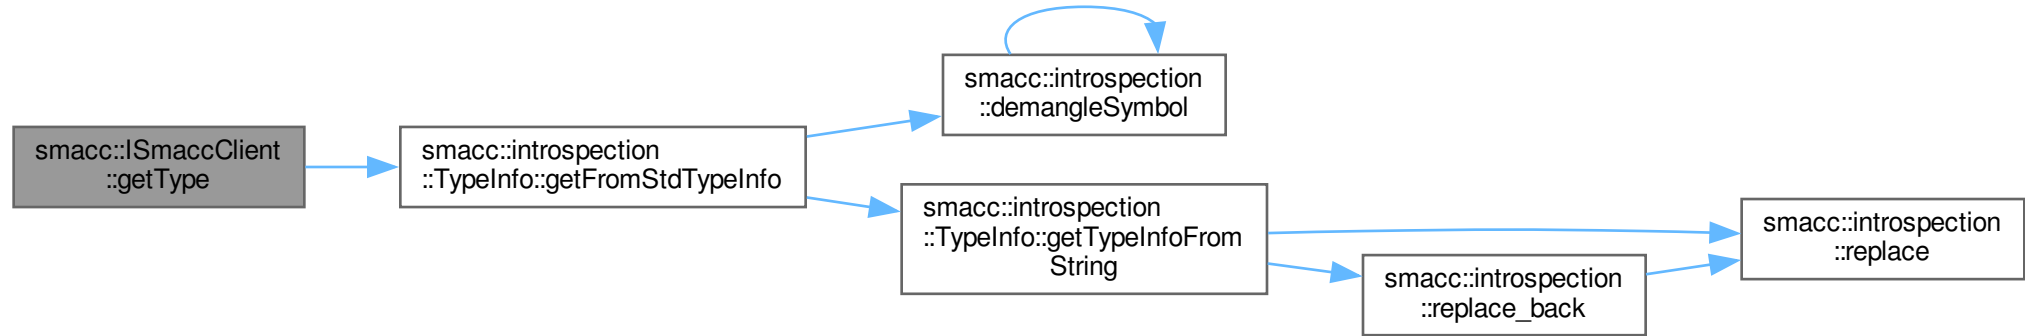 smacc::ISmaccClient
::getType
smacc::introspection
::TypeInfo::getFromStdTypeInfo
smacc::introspection
::demangleSymbol
smacc::introspection
::TypeInfo::getTypeInfoFrom
String
smacc::introspection
::replace_back
smacc::introspection
::replace